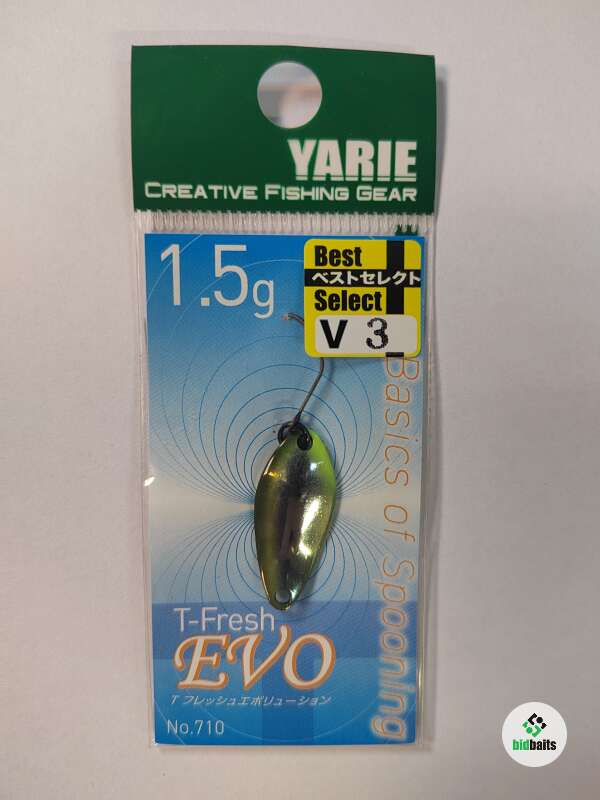 YARIE
CREATIVE FISHING GEAR
1.5g
Best
ベストセレクト
Select
V 3
Basics of Spooning
T-Fresh
EVO
T フレッシュエボリューション
No.710
bidbaits